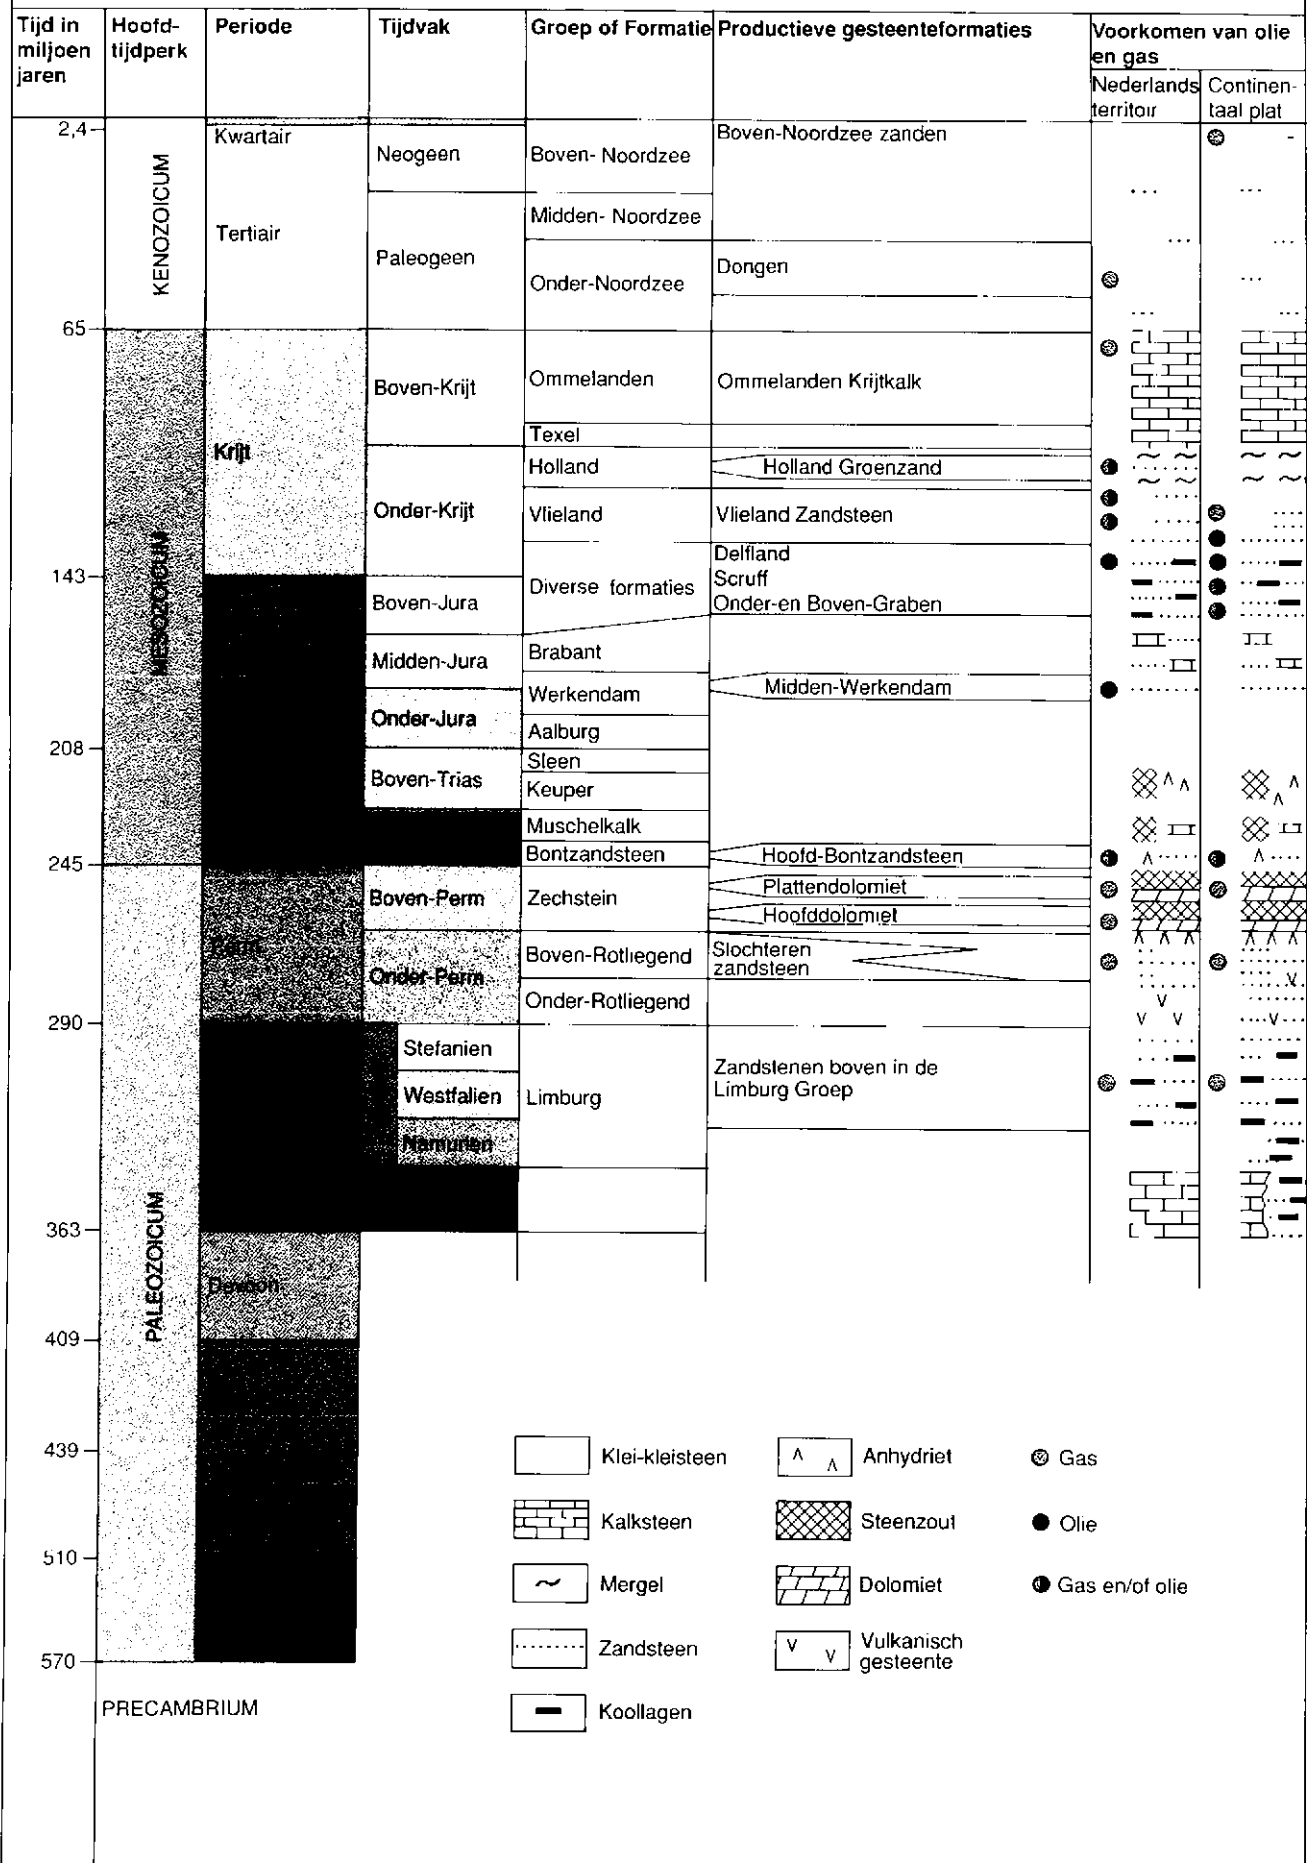 Tijd in miljoen jaren
Hoofd-tijdperk
Periode
Tijdvak
Groep of Formatie
Productieve gesteenteformaties
Voorkomen van olie en gas
Nederlands territoir
Continen-taal plat
2,4
KENOZOICUM
Kwartair
Neogeen
Boven- Noordzee
Boven-Noordzee zanden
Tertiair
Midden- Noordzee
Paleogeen
Onder-Noordzee
Dongen
65
MESOZOICUM
Krijt
Boven-Krijt
Ommelanden
Ommelanden Krijtkalk
Texel
Onder-Krijt
Holland
Holland Groenzand
Vlieland
Vlieland Zandsteen
Diverse formaties
Delfland
Scruff
Onder-en Boven-Graben
143
Boven-Jura
Midden-Jura
Brabant
Werkendam
Midden-Werkendam
Onder-Jura
Aalburg
208
Boven-Trias
Sleen
Keuper
Muschelkalk
Bontzandsteen
Hoofd-Bontzandsteen
245
PALEOZOICUM
Perm
Boven-Perm
Zechstein
Plattendolomiet
Hoofddolomiet
Onder-Perm
Boven-Rotliegend
Slochteren
zandsteen
Onder-Rotliegend
290
Stefanien
Westfalien
Namurien
Limburg
Zandstenen boven in de
Limburg Groep
363
Devoon
409
439
510
570
PRECAMBRIUM
Klei-kleisteen
Kalksteen
Mergel
Zandsteen
Koollagen
Anhydriet
Steenzout
Dolomiet
Vulkanisch
gesteente
Gas
Olie
Gas en/of olie